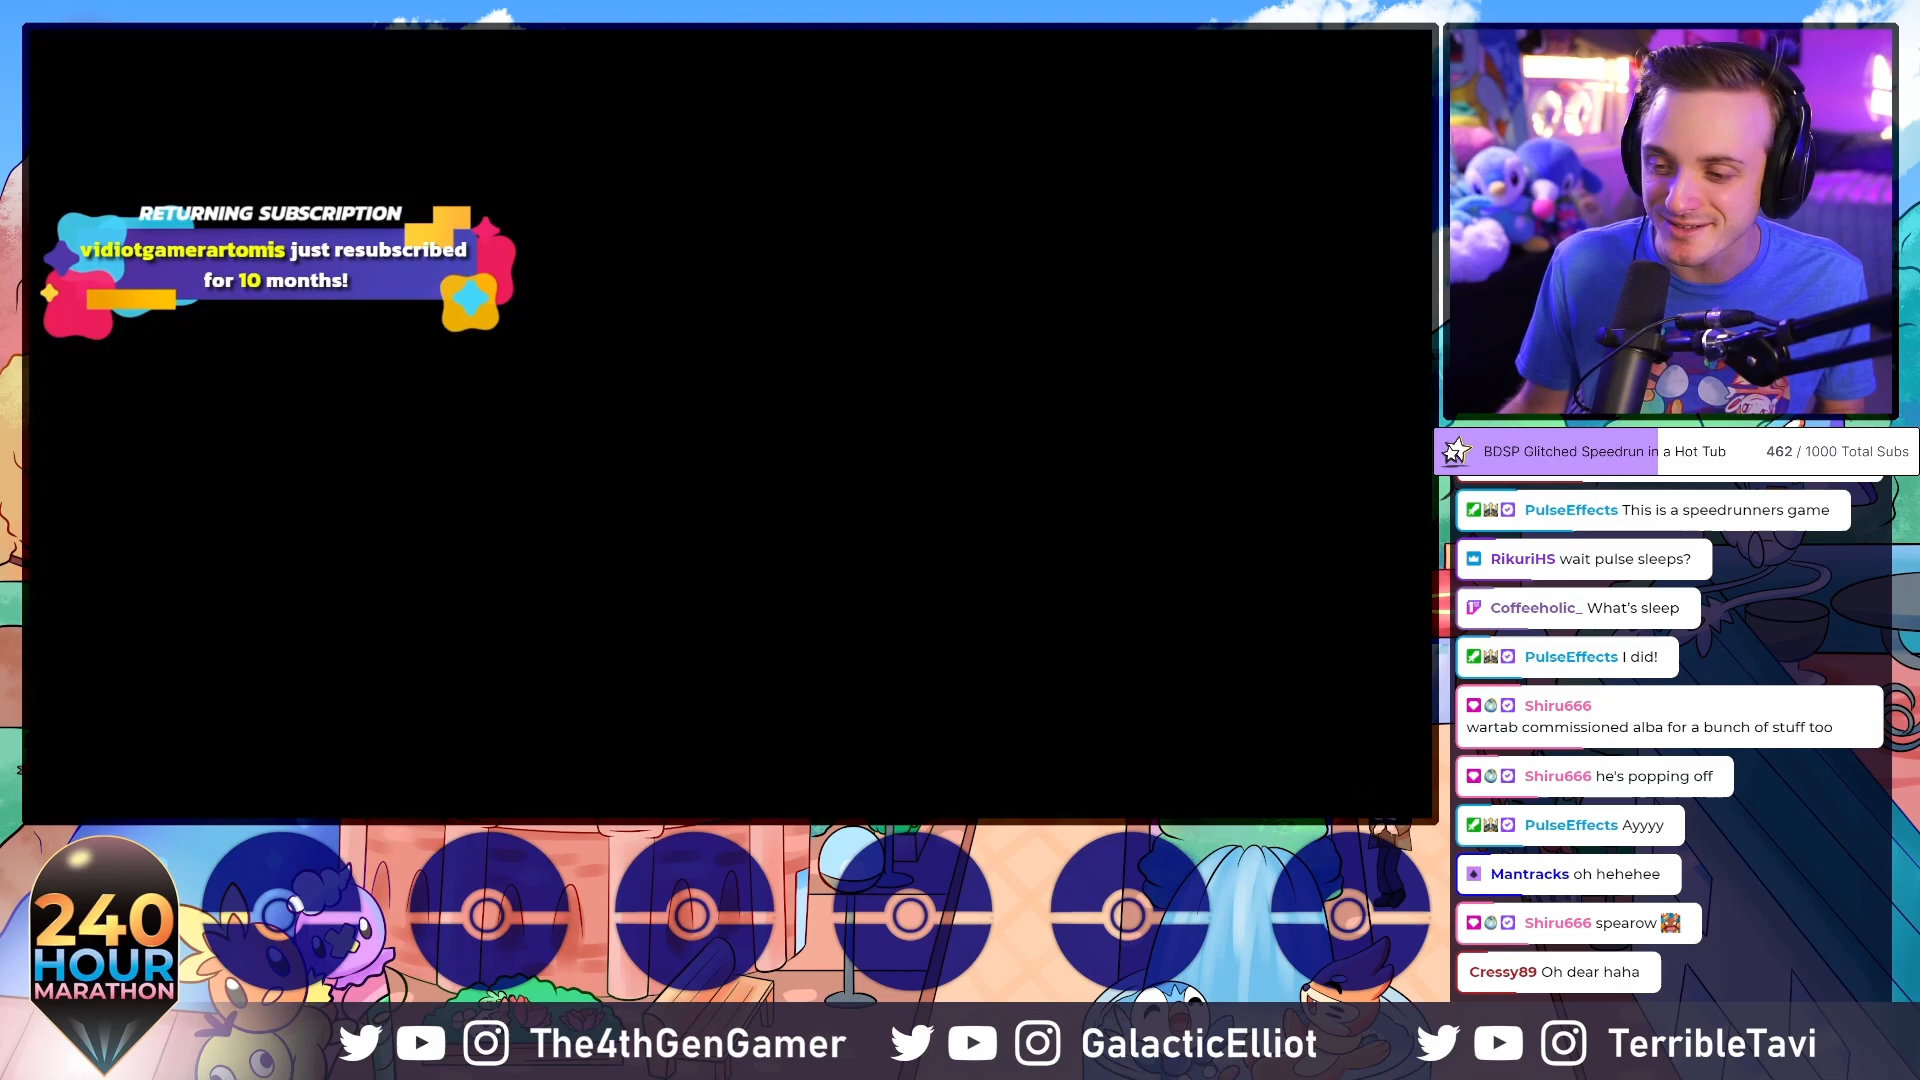 RETURNING SUBSCRIPTION
vidiotgamerartomis just resubscribed
for 10 months!
BDSP Glitched Speedrun in a Hot Tub 462 / 1000 Total Subs
PulseEffects This is a speedrunners game
RikuriHS wait pulse sleeps?
Coffeeholic_ What's sleep
PulseEffects I did!
Shiru666
wartab commissioned alba for a bunch of stuff too
Shiru666 he's popping off
PulseEffects Ayyyy
Mantracks oh hehehee
Shiru666 spearow
Cressy89 Oh dear haha
240
HOUR
MARATHON
The4thGenGamer GalacticElliot TerribleTavi